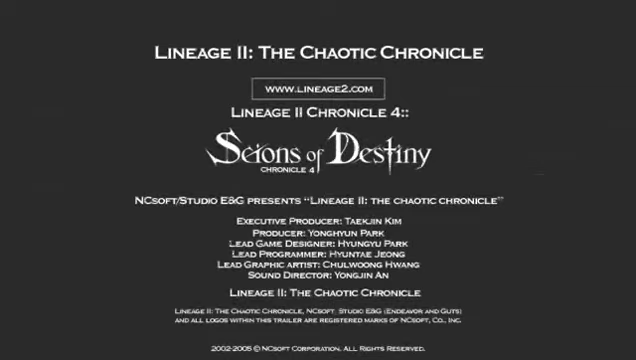 Lineage II: The Chaotic Chronicle
www.lineage2.com
Lineage II Chronicle 4::
Scions of Destiny
Chronicle 4
NCsoft/Studio E&G presents “Lineage II: the chaotic chronicle”
Executive Producer: Taekjin Kim
Producer: Yonghyun Park
Lead Game Designer: Hyungyu Park
Lead Programmer: Hyuntae Jeong
Lead Graphic artist: Chulwoong Hwang
Sound Director: Yongjin An
Lineage II: The Chaotic Chronicle
Lineage II: The Chaotic Chronicle, NCsoft, Studio E&G (Endeavor and Guts)
and all logos within this trailer are registered marks of NCsoft, Co., Inc.
2002-2005 © NCsoft Corporation. All Rights Reserved.